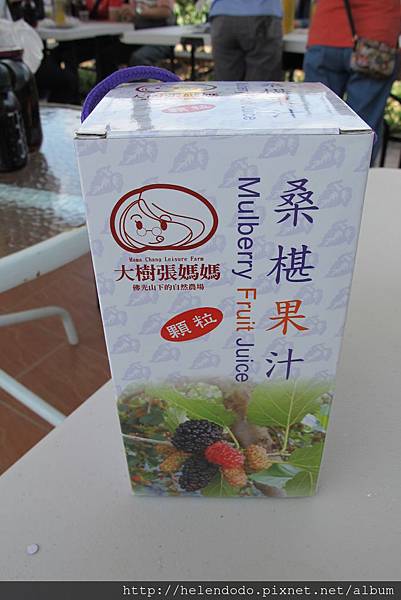 Mama Chang Leisure Farm
大樹張媽媽
佛光山下的自然農場
顆粒
桑椹果汁
Mulberry Fruit Juice
http://helendodo.pixnet.net/album